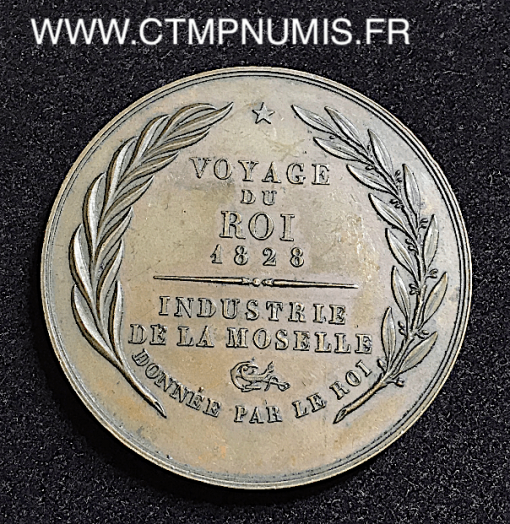 WWW.CTMPNUMIS.FR
VOYAGE
DU
ROI
1828
INDUSTRIE
DE LA MOSELLE
DONNÉE PAR LE ROI